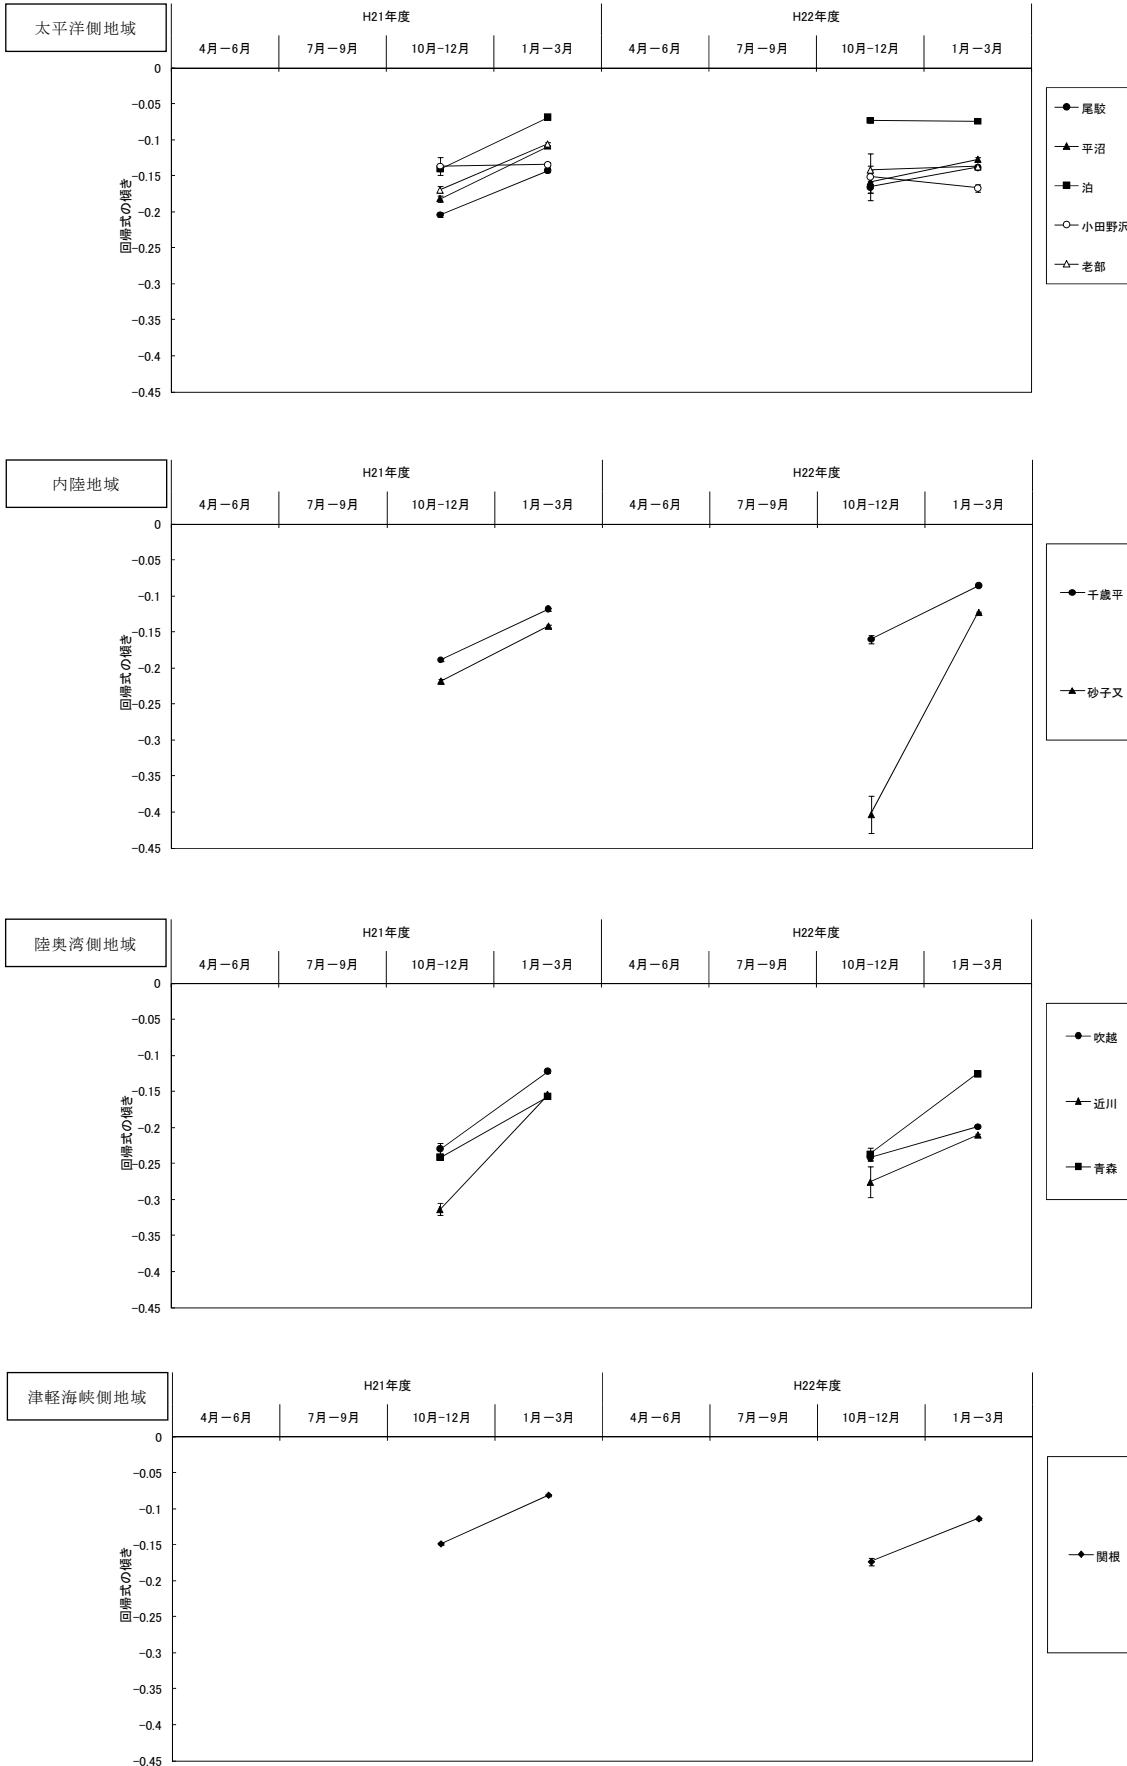 太平洋側地域
H21年度
H22年度
4月－6月
7月－9月
10月-12月
1月－3月
4月－6月
7月－9月
10月-12月
1月－3月
0
-0.05
-0.1
-0.15
-0.2
-0.25
-0.3
-0.35
-0.4
-0.45
回帰式の傾き
尾駮
平沼
泊
小田野沢
老部
内陸地域
H21年度
H22年度
4月－6月
7月－9月
10月-12月
1月－3月
4月－6月
7月－9月
10月-12月
1月－3月
0
-0.05
-0.1
-0.15
-0.2
-0.25
-0.3
-0.35
-0.4
-0.45
回帰式の傾き
千歳平
砂子又
陸奥湾側地域
H21年度
H22年度
4月－6月
7月－9月
10月-12月
1月－3月
4月－6月
7月－9月
10月-12月
1月－3月
0
-0.05
-0.1
-0.15
-0.2
-0.25
-0.3
-0.35
-0.4
-0.45
回帰式の傾き
吹越
近川
青森
津軽海峡側地域
H21年度
H22年度
4月－6月
7月－9月
10月-12月
1月－3月
4月－6月
7月－9月
10月-12月
1月－3月
0
-0.05
-0.1
-0.15
-0.2
-0.25
-0.3
-0.35
-0.4
-0.45
回帰式の傾き
関根